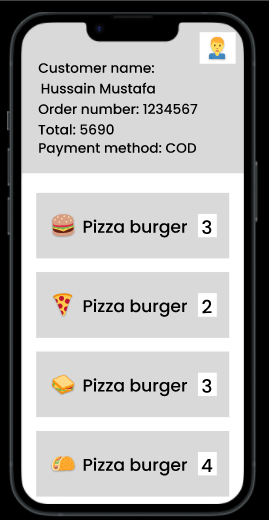 Customer name:
Hussain Mustafa
Order number: 1234567
Total: 5690
Payment method: COD
Pizza burger 3
Pizza burger 2
Pizza burger 3
Pizza burger 4